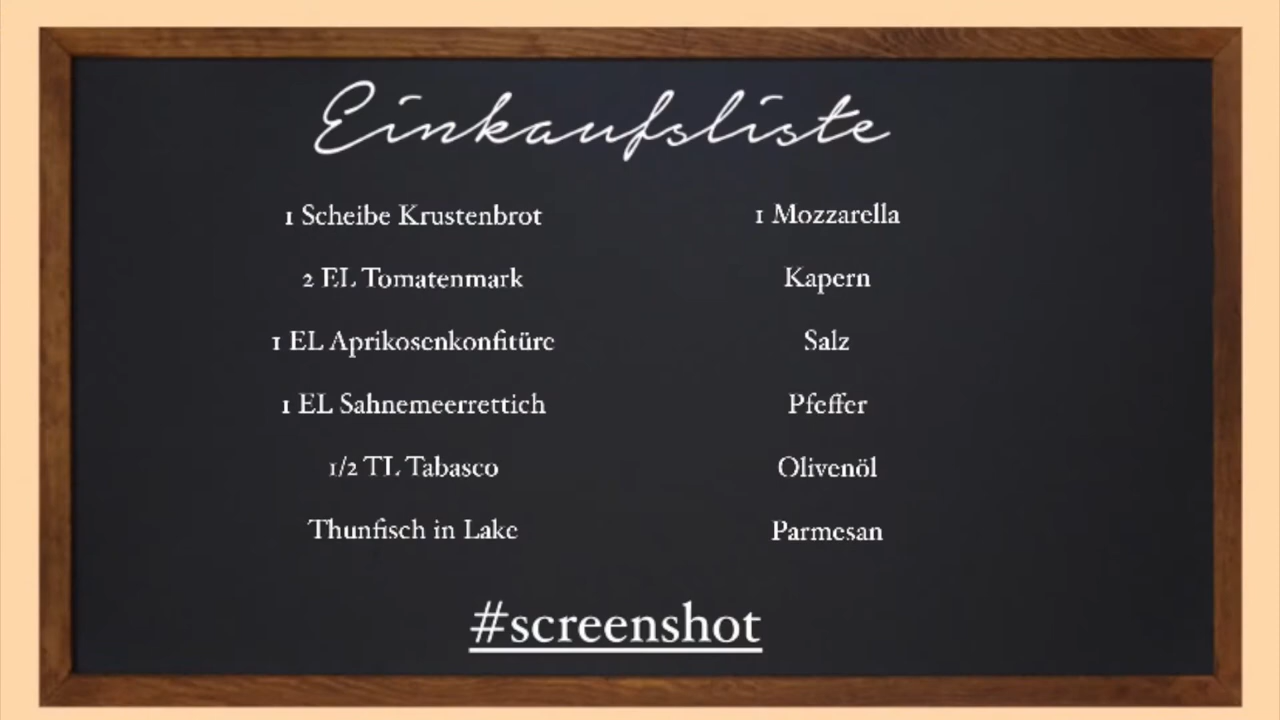 Einkaufsliste
1 Scheibe Krustenbrot
2 EL Tomatenmark
1 EL Aprikosenkonfitüre
1 EL Sahnemeerrettich
1/2 TL Tabasco
Thunfisch in Lake
1 Mozzarella
Kapern
Salz
Pfeffer
Olivenöl
Parmesan
#screenshot